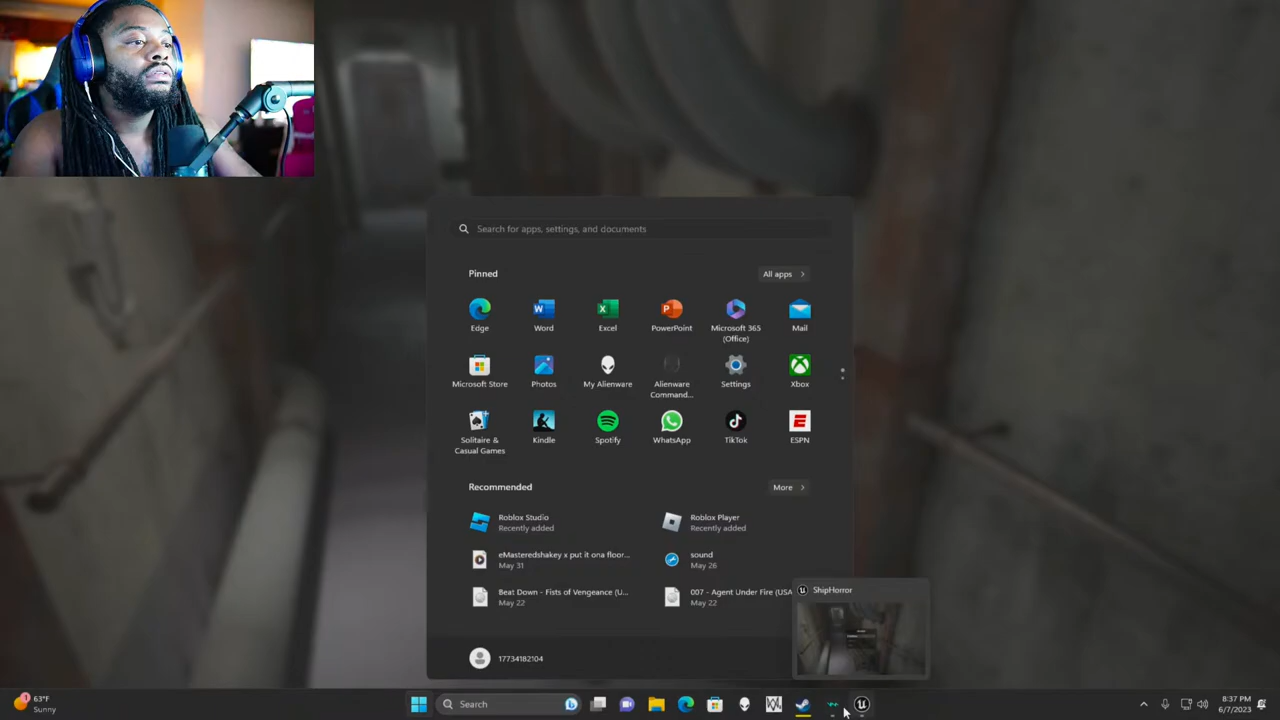 Search for apps, settings, and documents
Pinned
All apps
Edge
Word
Excel
PowerPoint
Microsoft 365
(Office)
Mail
Microsoft Store
Photos
My Alienware
Alienware
Command...
Settings
Xbox
Solitaire &
Casual Games
Kindle
Spotify
WhatsApp
TikTok
ESPN
Recommended
More
Roblox Studio
Recently added
Roblox Player
Recently added
eMasteredshakey x put it ona floor...
May 31
sound
May 26
Beat Down - Fists of Vengeance (U...
May 22
007 - Agent Under Fire (USA
May 22
ShipHorror
17734182104
1
63°F
Sunny
Search
8:37 PM
6/7/2023